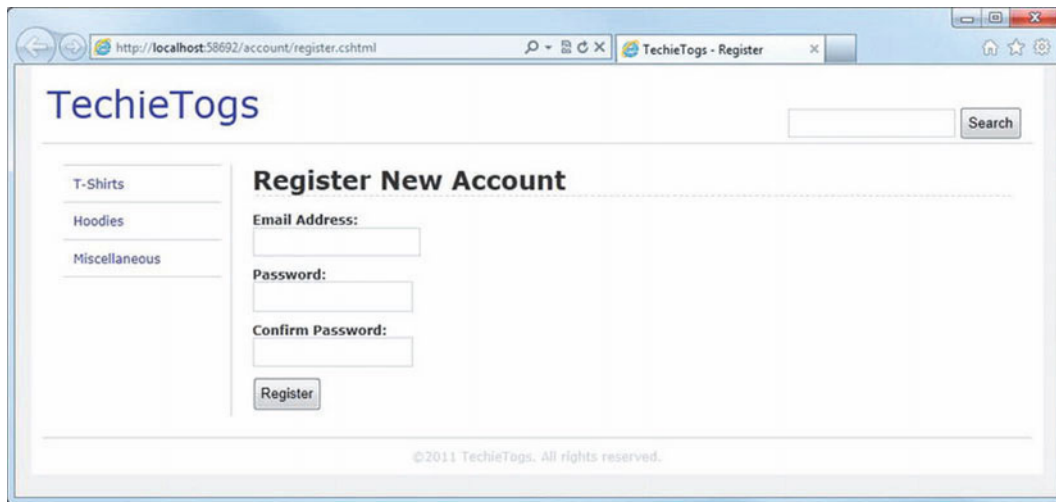 http://localhost:58692/account/register.cshtml
TechieTogs - Register
TechieTogs
Search
T-Shirts
Hoodies
Miscellaneous
Register New Account
Email Address:
Password:
Confirm Password:
Register
©2011 TechieTogs. All rights reserved.